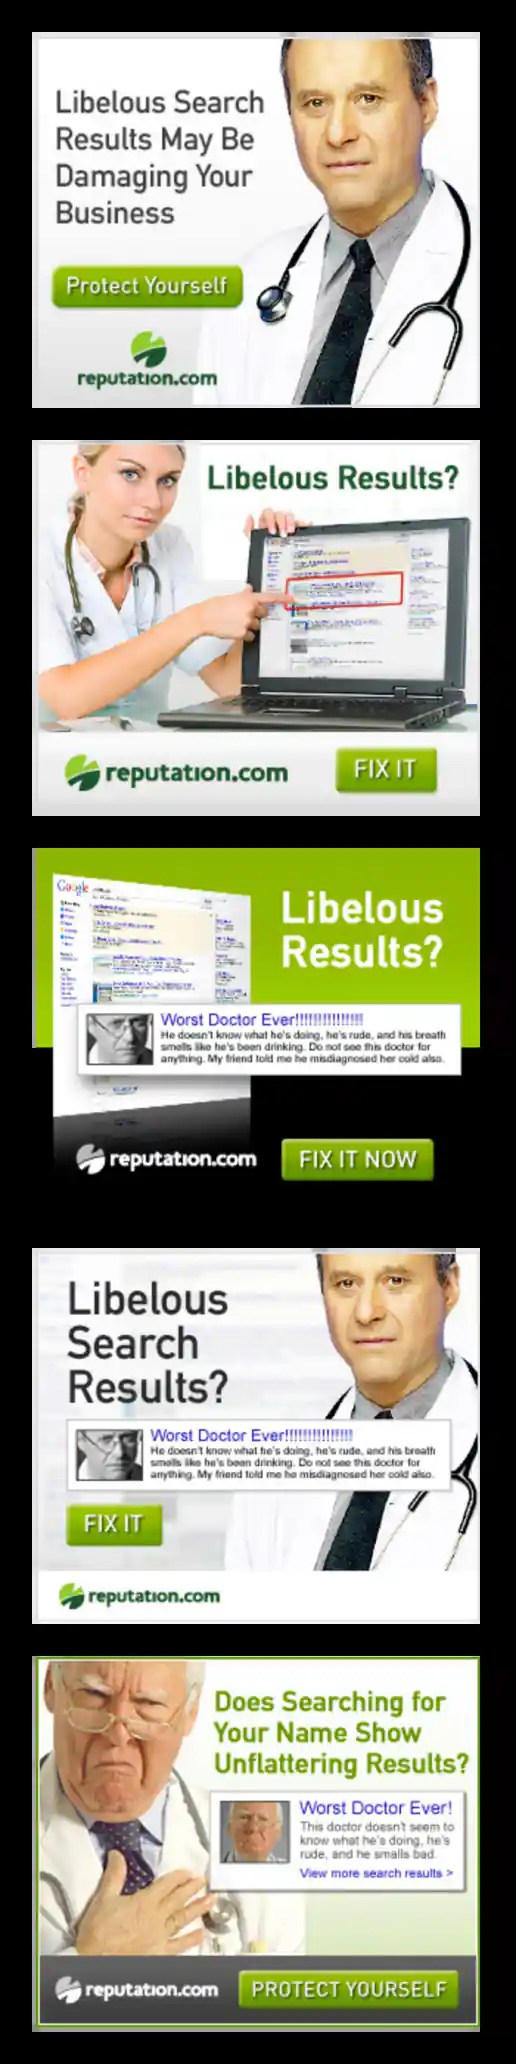 Libelous Search
Results May Be
Damaging Your
Business
Protect Yourself
reputation.com
Libelous Results?
reputation.com
FIX IT
Google
Libelous
Results?
Worst Doctor Ever!!!!!!!!!!!!!!!
He doesn't know what he's doing, he's rude, and his breath
smells like he's been drinking. Do not see this doctor for
anything. My friend told me he misdiagnosed her cold also.
reputation.com
FIX IT NOW
Libelous
Search
Results?
Worst Doctor Ever!!!!!!!!!!!!!!!
He doesn't know what he's doing, he's rude, and his breath
smells like he's been drinking. Do not see this doctor for
anything. My friend told me he misdiagnosed her cold also.
FIX IT
reputation.com
Does Searching for
Your Name Show
Unflattering Results?
Worst Doctor Ever!
This doctor doesn't seem to
know what he's doing, he's
rude, and he smalls bad.
View more search results >
reputation.com
PROTECT YOURSELF